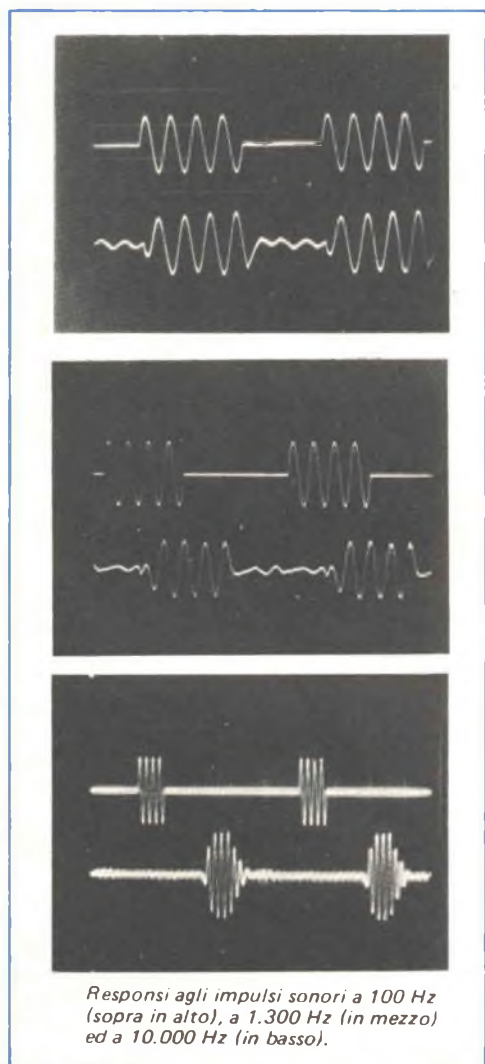 Responsi agli impulsi sonori a 100 Hz
(sopra in alto), a 1.300 Hz (in mezzo)
ed a 10.000 Hz (in basso).